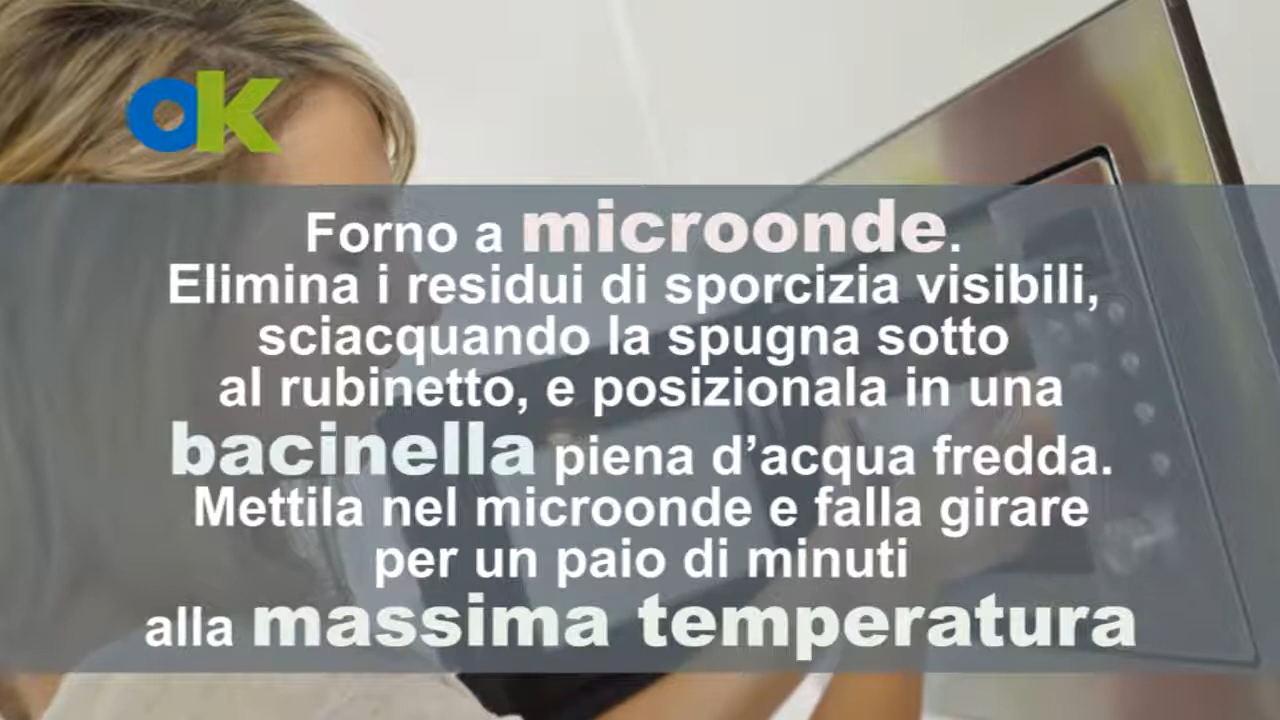 ok
Forno a microonde.
Elimina i residui di sporcizia visibili,
sciacquando la spugna sotto
al rubinetto, e posizionala in una
bacinella piena d’acqua fredda.
Mettila nel microonde e falla girare
per un paio di minuti
alla massima temperatura